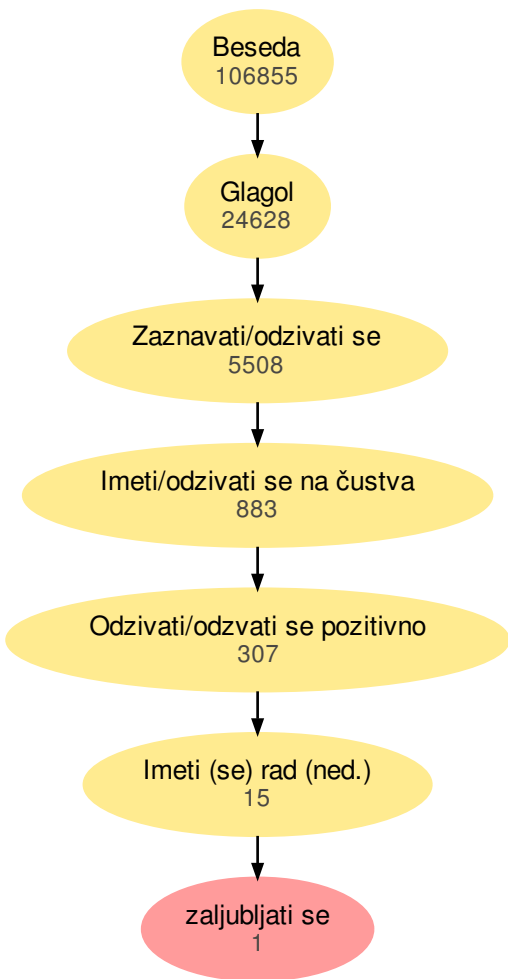 Beseda
106855
Glagol
24628
Zaznavati/odzivati se
5508
Imeti/odzivati se na čustva
883
Odzivati/odzvati se pozitivno
307
Imeti (se) rad (ned.)
15
zaljubljati se
1